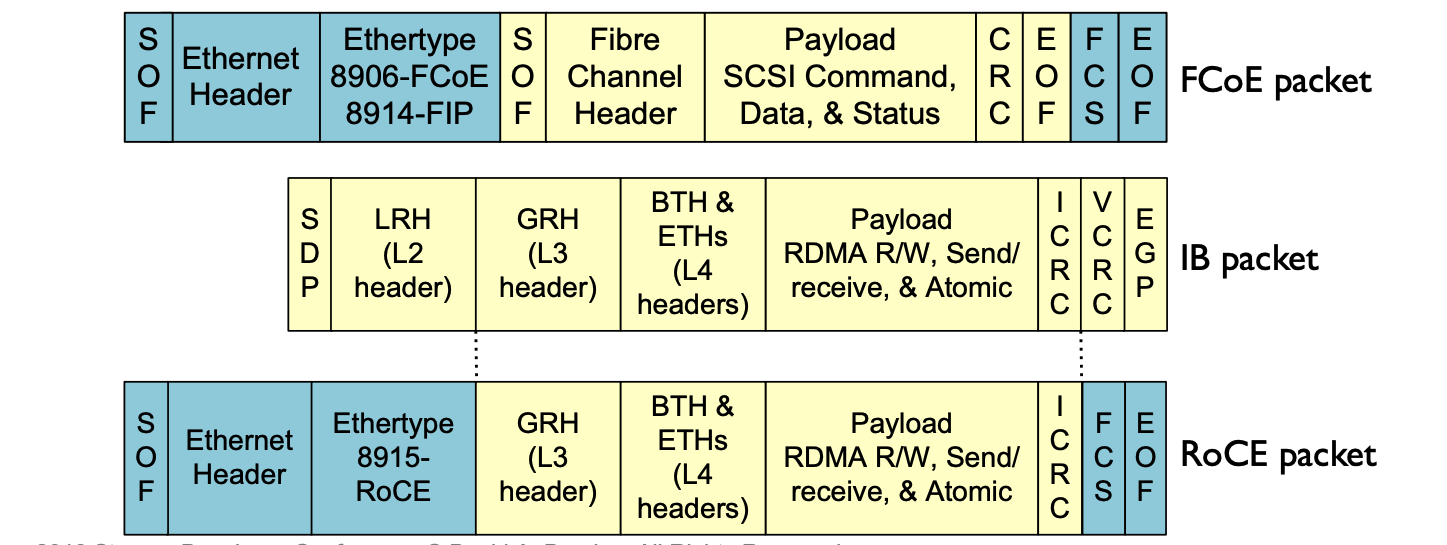 SOF
Ethernet
Header
Ethertype
8906-FCoE
8914-FIP
SOF
Fibre
Channel
Header
Payload
SCSI Command,
Data, & Status
CRC
EOF
FCS
EOF
FCoE packet
SDP
LRH
(L2
header)
GRH
(L3
header)
BTH &
ETHs
(L4
headers)
Payload
RDMA R/W, Send/
receive, & Atomic
ICRC
VCRC
EGP
IB packet
SOF
Ethernet
Header
Ethertype
8915-
RoCE
GRH
(L3
header)
BTH &
ETHs
(L4
headers)
Payload
RDMA R/W, Send/
receive, & Atomic
ICRC
FCS
EOF
RoCE packet